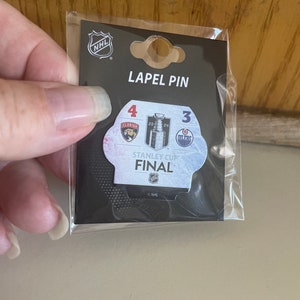 NHL
LAPEL PIN
4 3
STANLEY CUP
FINAL